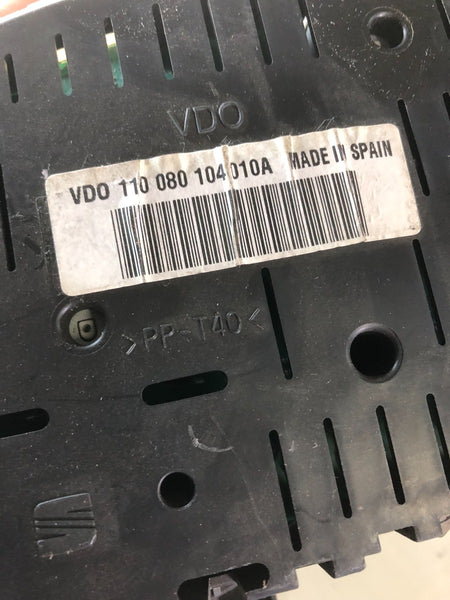 VDO
VDO 110 080 104 010A MADE IN SPAIN
>PP-T40<